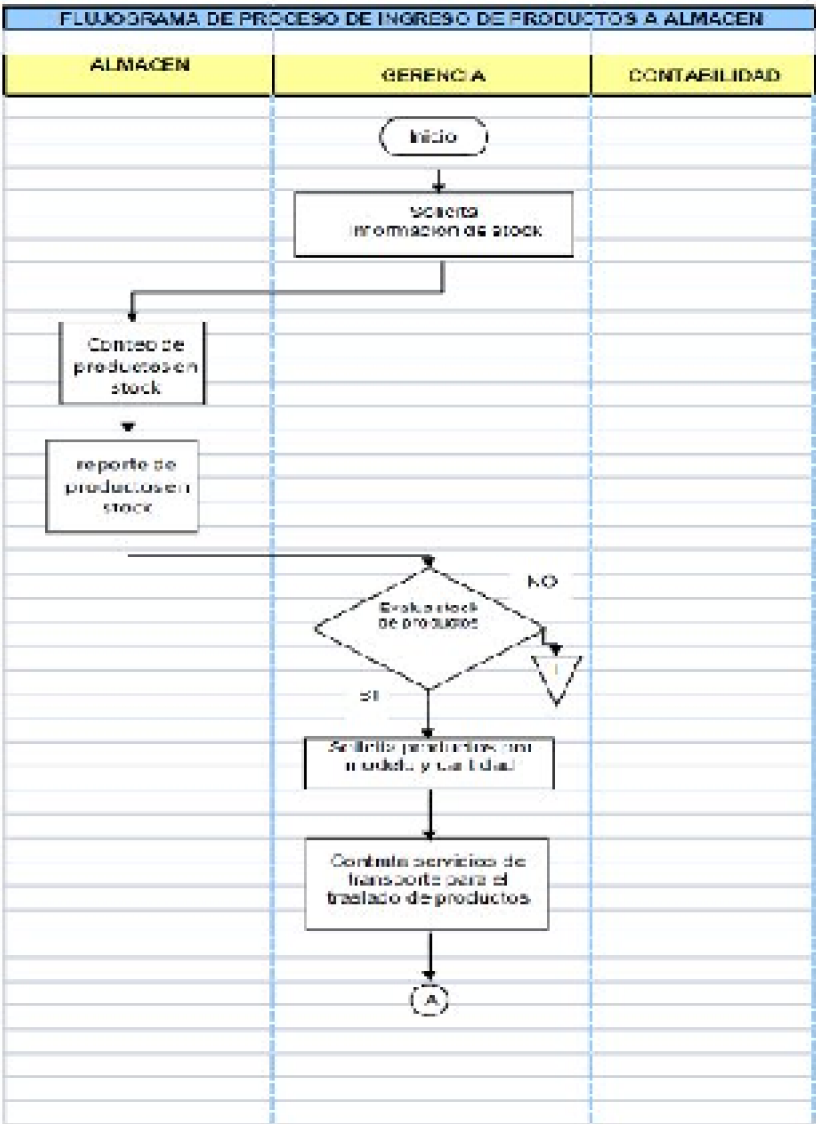 FLUJOGRAMA DE PROCESO DE INGRESO DE PRODUCTOS A ALMACEN
ALMACEN
GERENCIA
CONTABILIDAD
Inicio
Solicita
información de stock
Conteo de
productos en
stock
reporte de
productos en
stock
NO
Evalua stock
de productos
SI
Solicita productos por
modelo y cantidad
Contrata servicios de
transporte para el
traslado de productos
A